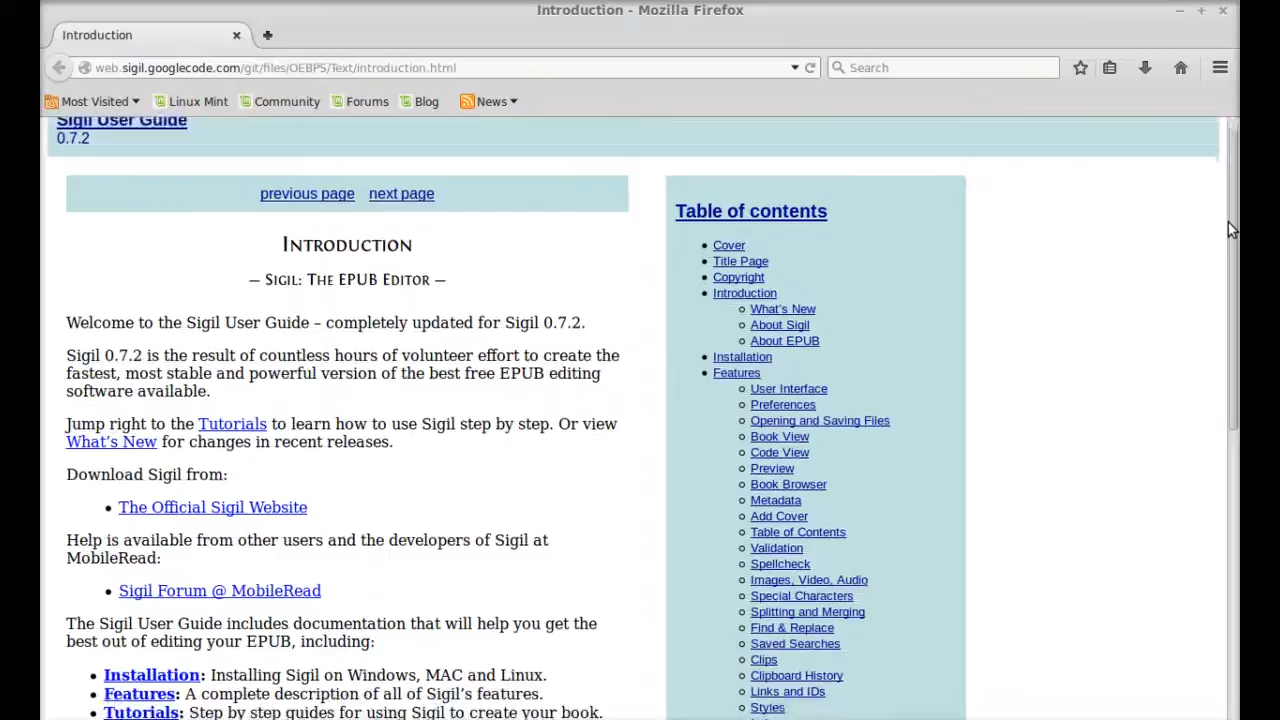 Introduction - Mozilla Firefox
Introduction
web.sigil.googlecode.com/git/files/OEBPS/Text/introduction.html
Search
Most Visited
Linux Mint
Community
Forums
Blog
News
Sigil User Guide
0.7.2
previous page next page
Introduction
— Sigil: The EPUB Editor —
Welcome to the Sigil User Guide – completely updated for Sigil 0.7.2.
Sigil 0.7.2 is the result of countless hours of volunteer effort to create the
fastest, most stable and powerful version of the best free EPUB editing
software available.
Jump right to the Tutorials to learn how to use Sigil step by step. Or view
What's New for changes in recent releases.
Download Sigil from:
• The Official Sigil Website
Help is available from other users and the developers of Sigil at
MobileRead:
• Sigil Forum @ MobileRead
The Sigil User Guide includes documentation that will help you get the
best out of editing your EPUB, including:
• Installation: Installing Sigil on Windows, MAC and Linux.
• Features: A complete description of all of Sigil's features.
• Tutorials: Step by step guides for using Sigil to create your book.
Table of contents
• Cover
• Title Page
• Copyright
• Introduction
What's New
About Sigil
About EPUB
• Installation
• Features
User Interface
Preferences
Opening and Saving Files
Book View
Code View
Preview
Book Browser
Metadata
Add Cover
Table of Contents
Validation
Spellcheck
Images, Video, Audio
Special Characters
Splitting and Merging
Find & Replace
Saved Searches
Clips
Clipboard History
Links and IDs
Styles